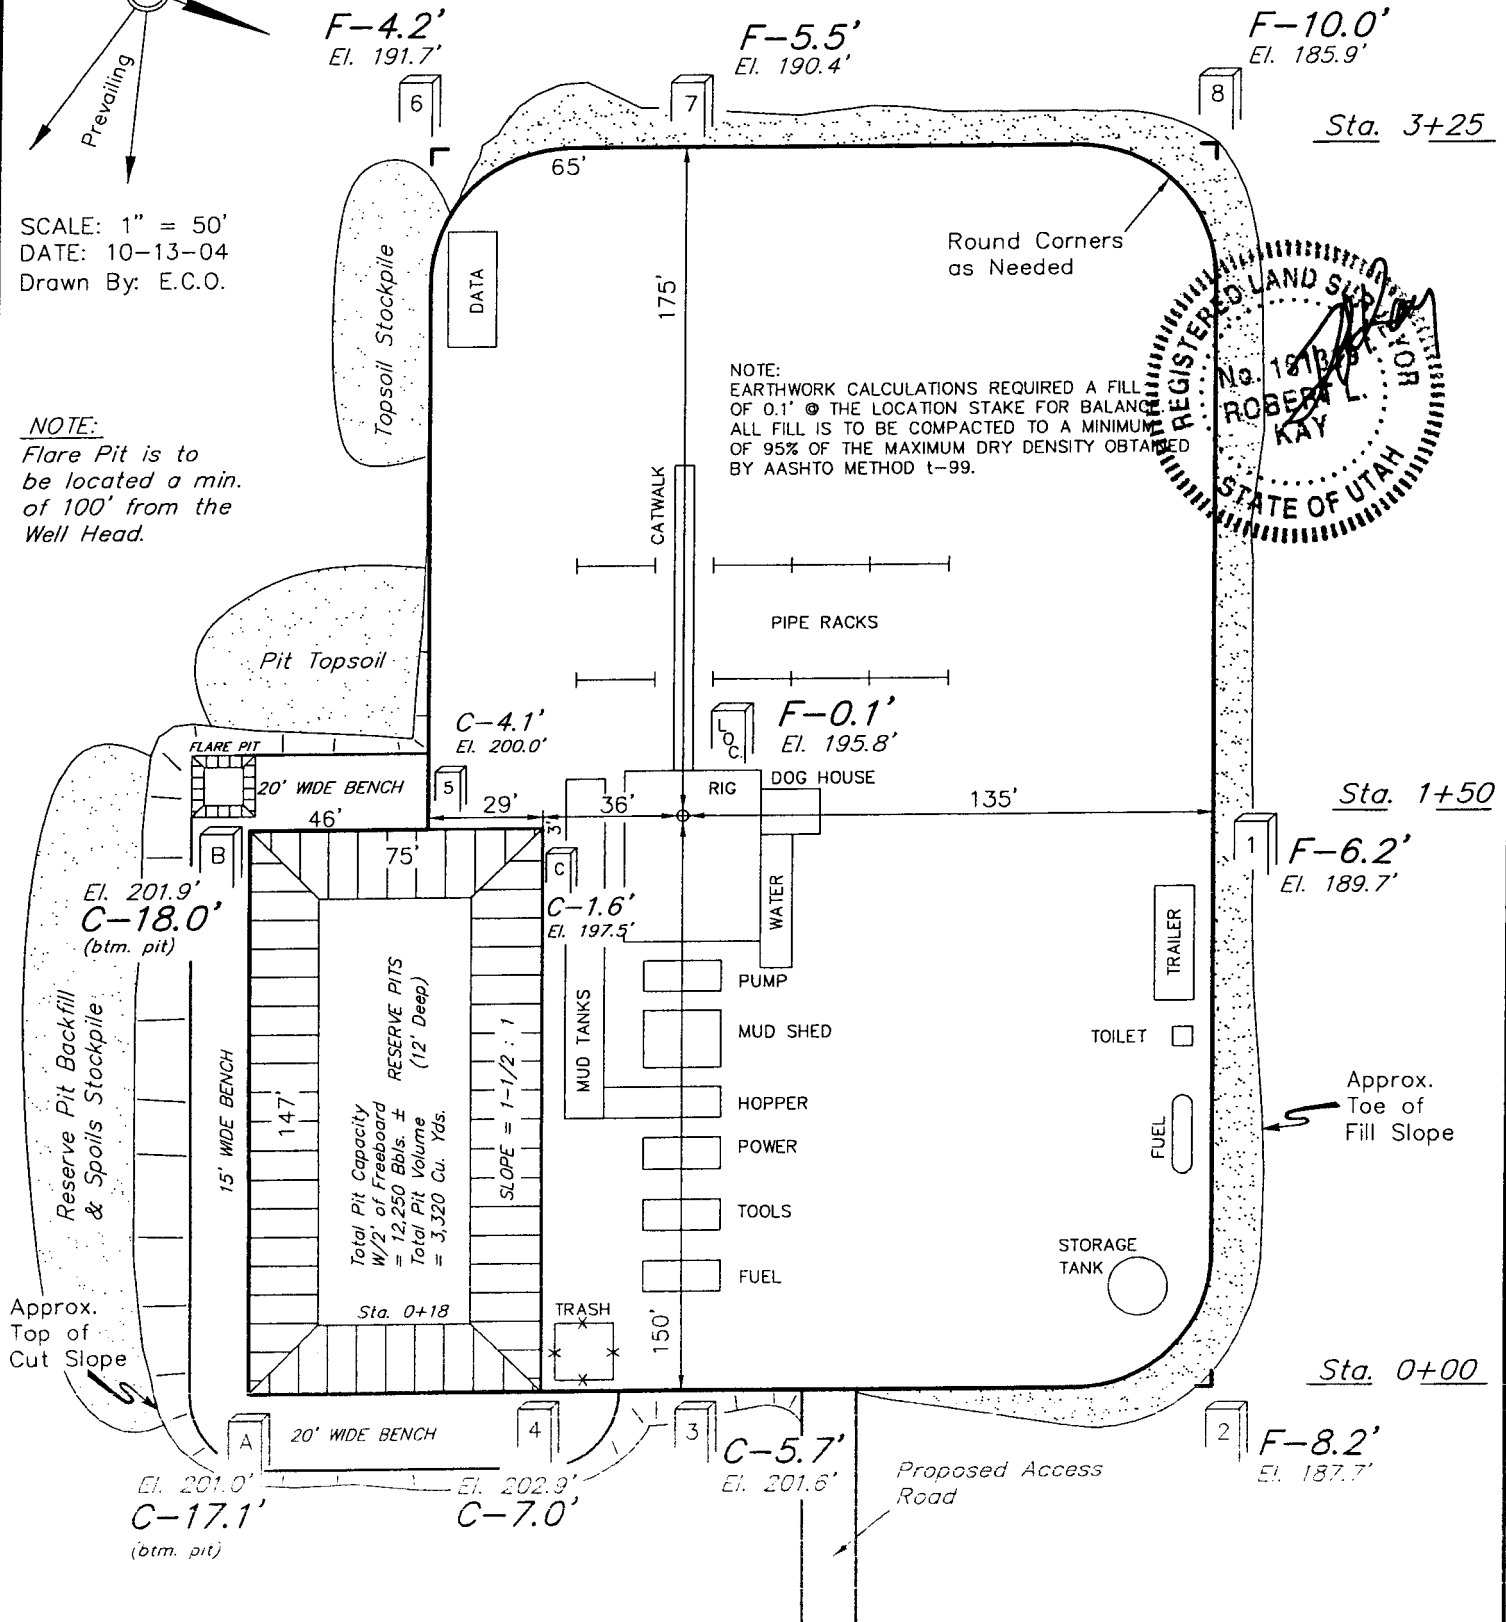 F-4.2'
El. 191.7'
F-5.5'
El. 190.4'
F-10.0'
El. 185.9'
Prevailing
6
7
8
Sta. 3+25
65'
SCALE: 1" = 50'
DATE: 10-13-04
Drawn By: E.C.O.
Topsoil Stockpile
DATA
175'
Round Corners
as Needed
REGISTERED LAND SURVEYOR
ROBERT L.
KAY
STATE OF UTAH
NOTE:
EARTHWORK CALCULATIONS REQUIRED A FILL
OF 0.1' @ THE LOCATION STAKE FOR BALANCE.
ALL FILL IS TO BE COMPACTED TO A MINIMUM
OF 95% OF THE MAXIMUM DRY DENSITY OBTAINED
BY AASHTO METHOD t-99.
NOTE:
Flare Pit is to
be located a min.
of 100' from the
Well Head.
CATWALK
PIPE RACKS
Pit Topsoil
C-4.1'
El. 200.0'
LOC.
F-0.1'
El. 195.8'
FLARE PIT
20' WIDE BENCH
5
RIG
DOG HOUSE
Sta. 1+50
46'
29'
36'
135'
3'
B
75'
C
1
F-6.2'
El. 189.7'
El. 201.9'
C-18.0'
(btm. pit)
C-1.6'
El. 197.5'
WATER
TRAILER
PUMP
MUD SHED
TOILET
MUD TANKS
HOPPER
POWER
TOOLS
FUEL
FUEL
Approx.
Toe of
Fill Slope
Reserve Pit Backfill
& Spoils Stockpile
15' WIDE BENCH
147'
RESERVE PITS
(12' Deep)
Total Pit Capacity
W/2' of Freeboard
= 12,250 Bbls. ±
Total Pit Volume
= 3,320 Cu. Yds.
SLOPE = 1-1/2 : 1
Sta. 0+18
STORAGE
TANK
TRASH
150'
Approx.
Top of
Cut Slope
Sta. 0+00
A
20' WIDE BENCH
4
3
2
El. 201.0'
C-17.1'
(btm. pit)
El. 202.9'
C-7.0'
C-5.7'
El. 201.6'
F-8.2'
El. 187.7'
Proposed Access
Road